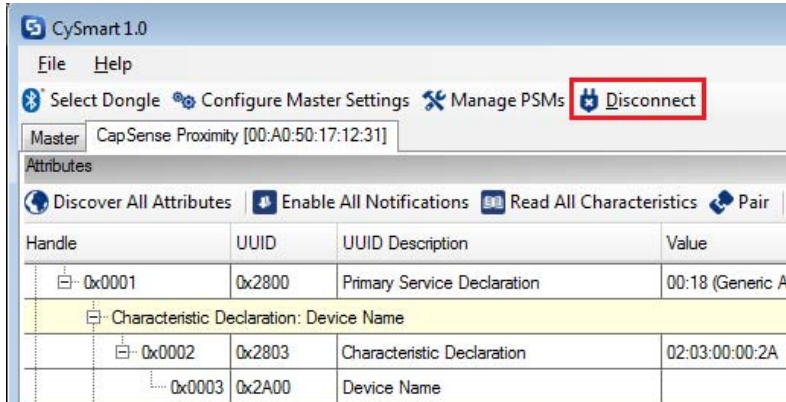 CySmart 1.0
File Help
Select Dongle Configure Master Settings Manage PSMs Disconnect
Master CapSense Proximity [00:A0:50:17:12:31]
Attributes
Discover All Attributes Enable All Notifications Read All Characteristics Pair
Handle UUID UUID Description Value
0x0001 0x2800 Primary Service Declaration 00:18 (Generic A
Characteristic Declaration: Device Name
0x0002 0x2803 Characteristic Declaration 02:03:00:00:2A
0x0003 0x2A00 Device Name